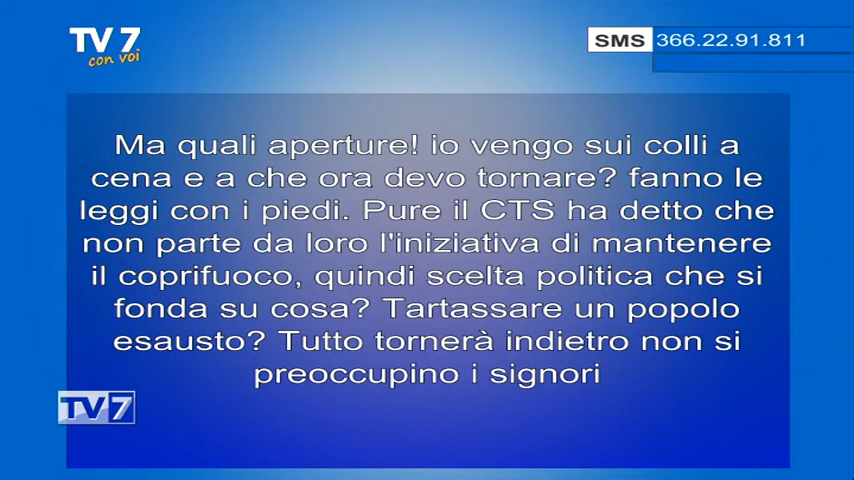 TV7
con voi
SMS 366.22.91.811
Ma quali aperture! io vengo sui colli a
cena e a che ora devo tornare? fanno le
leggi con i piedi. Pure il CTS ha detto che
non parte da loro l'iniziativa di mantenere
il coprifuoco, quindi scelta politica che si
fonda su cosa? Tartassare un popolo
esausto? Tutto tornerà indietro non si
preoccupino i signori
TV7